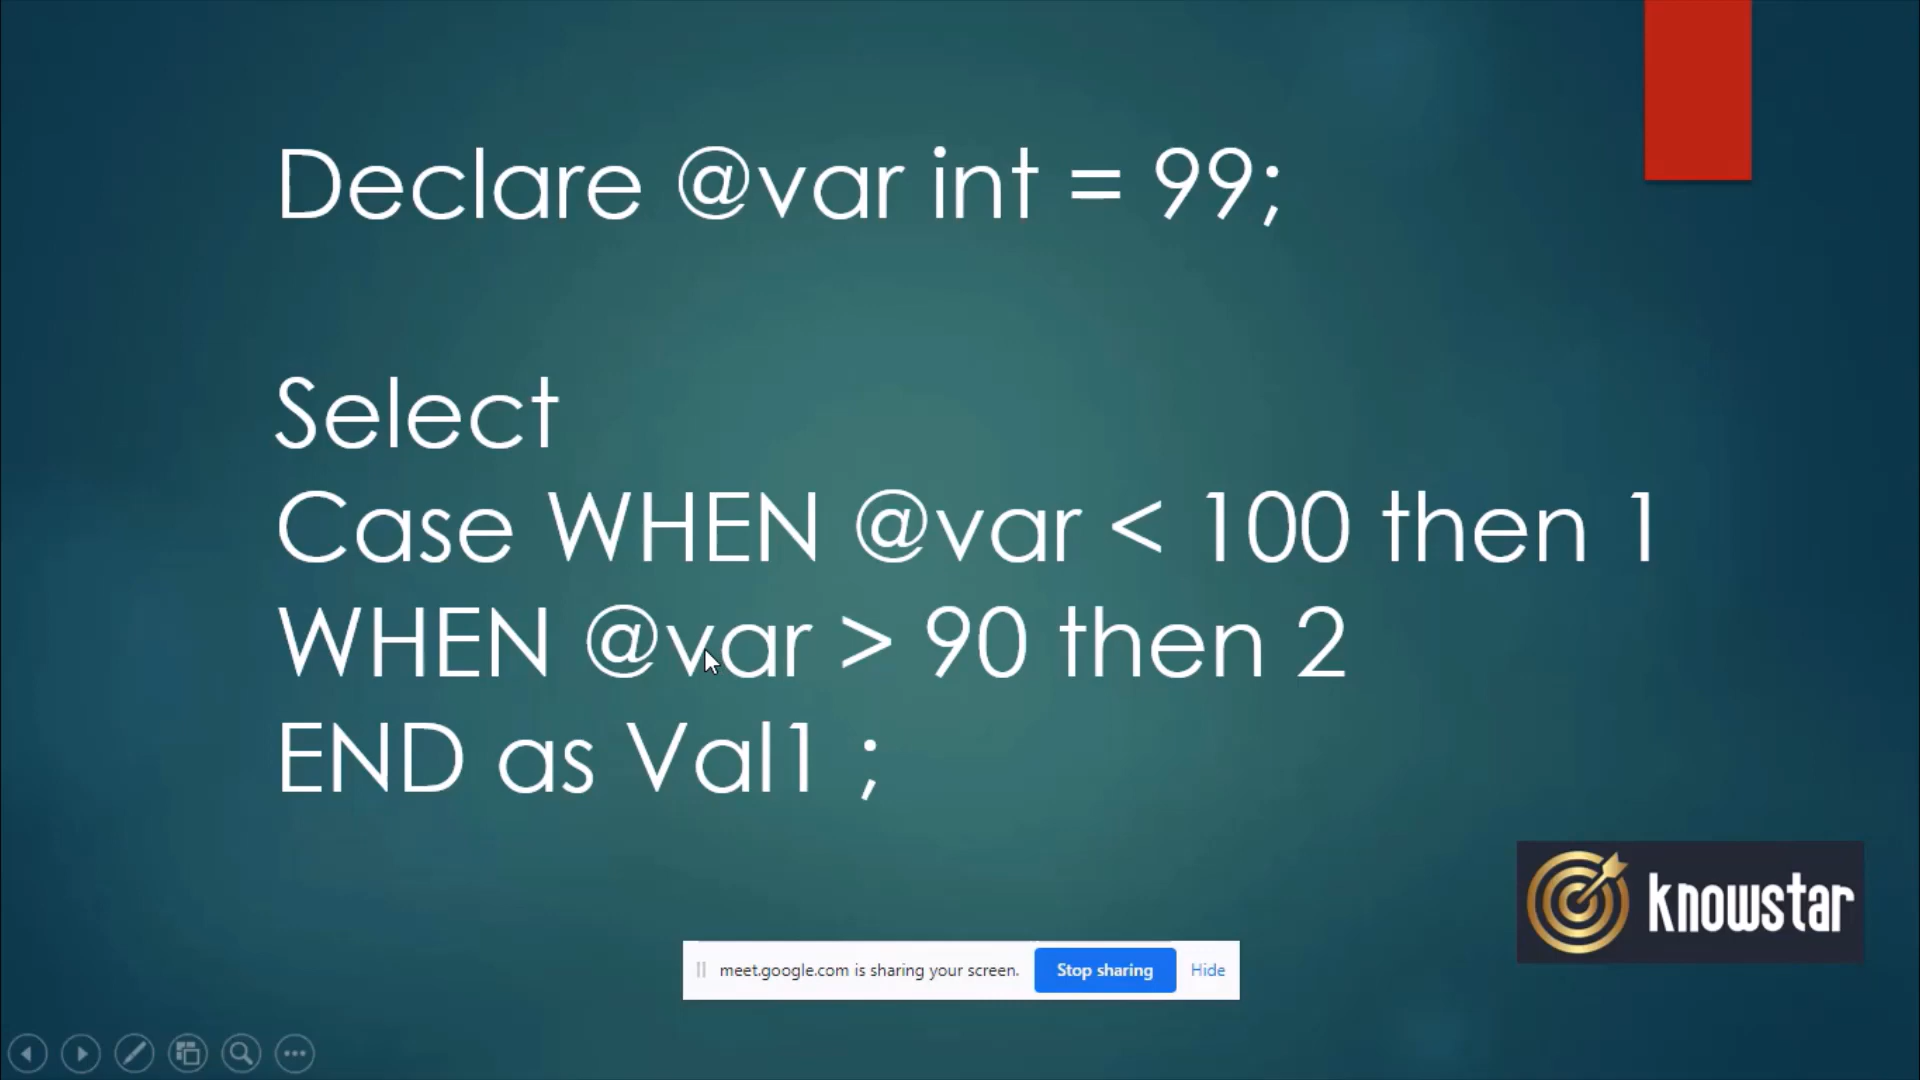 Declare @var int = 99;
Select
Case WHEN @var < 100 then 1
WHEN @var > 90 then 2
END as Val1 ;
knowstar
meet.google.com is sharing your screen. Stop sharing Hide